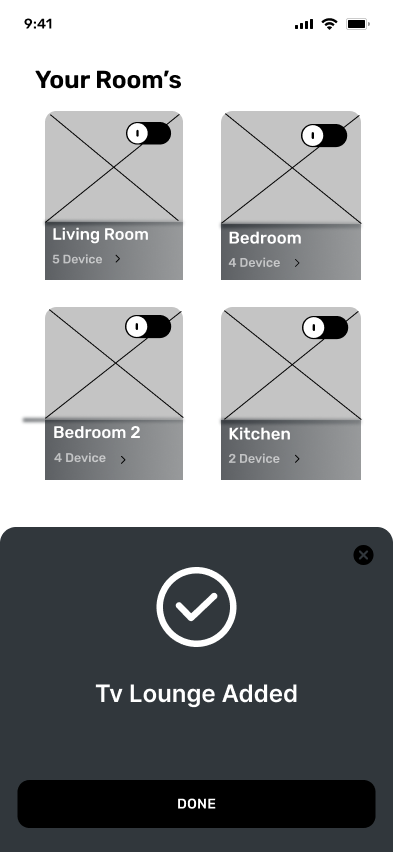 9:41
Your Room’s
Living Room
5 Device
Bedroom
4 Device
Bedroom 2
4 Device
Kitchen
2 Device
Tv Lounge Added
DONE